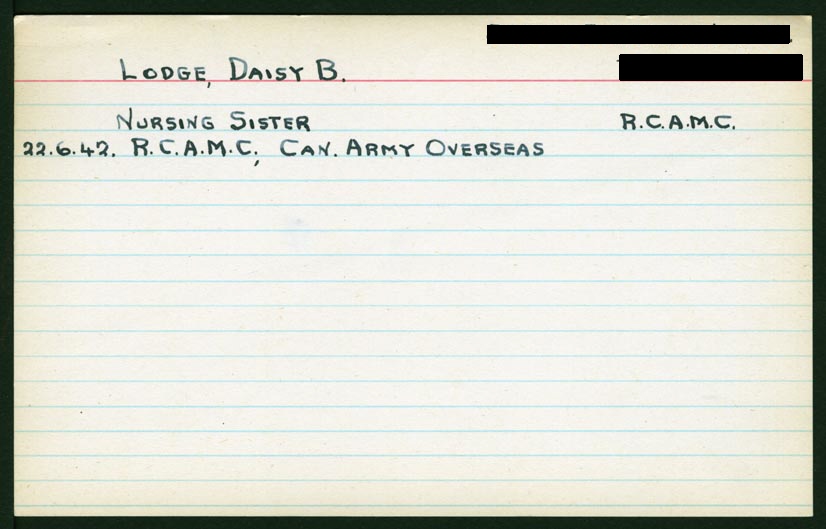 LODGE, DAISY B.
NURSING SISTER R.C.A.M.C.
22.6.42. R.C.A.M.C., CAN. ARMY OVERSEAS